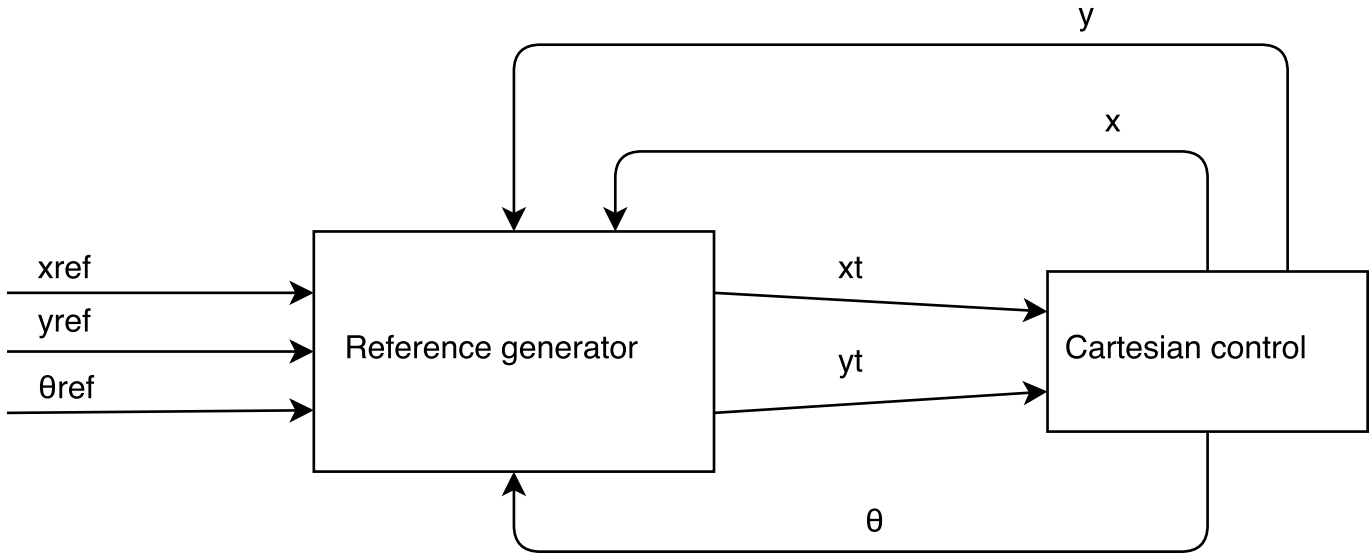 y
x
xref
xt
yref
Reference generator
Cartesian control
yt
θref
θ